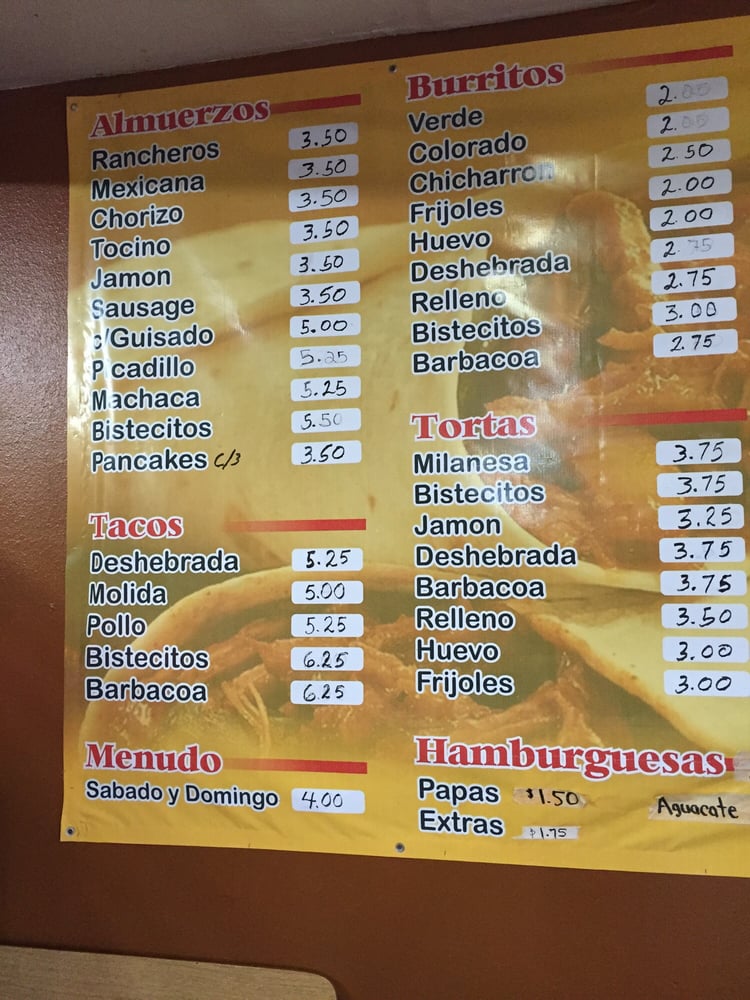 Almuerzos
Rancheros 3.50
Mexicana 3.50
Chorizo 3.50
Tocino 3.50
Jamon 3.50
Sausage 3.50
c/Guisado 5.00
Picadillo 5.25
Machaca 5.25
Bistecitos 5.50
Pancakes c/3 3.50
Tacos
Deshebrada 5.25
Molida 5.00
Pollo 5.25
Bistecitos 6.25
Barbacoa 6.25
Menudo
Sabado y Domingo 4.00
Burritos
Verde
Colorado
Chicharron 2.50
Frijoles 2.00
Huevo 2.00
Deshebrada 2.75
Relleno 2.75
Bistecitos 3.00
Barbacoa 2.75
Tortas
Milanesa 3.75
Bistecitos 3.75
Jamon 3.25
Deshebrada 3.75
Barbacoa 3.75
Relleno 3.50
Huevo 3.00
Frijoles 3.00
Hamburguesas
Papas $1.50 Aguacate
Extras $1.75